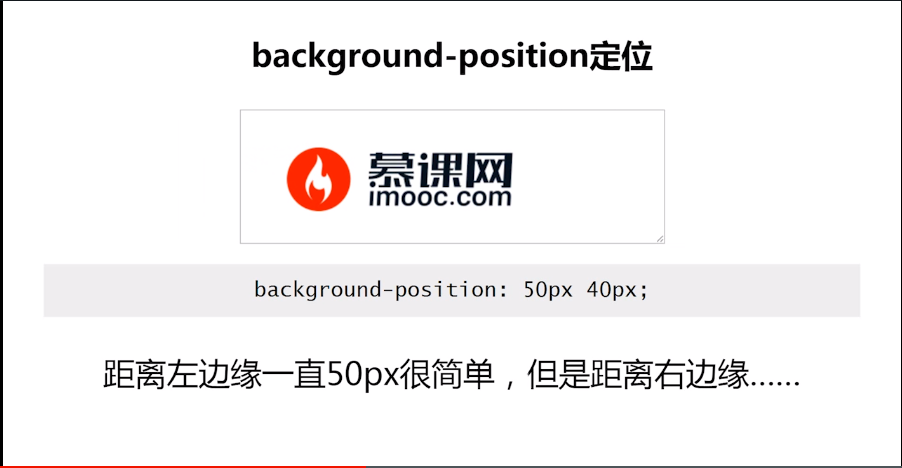 background-position定位
慕课网
imooc.com
background-position: 50px 40px;
距离左边缘一直50px很简单，但是距离右边缘......